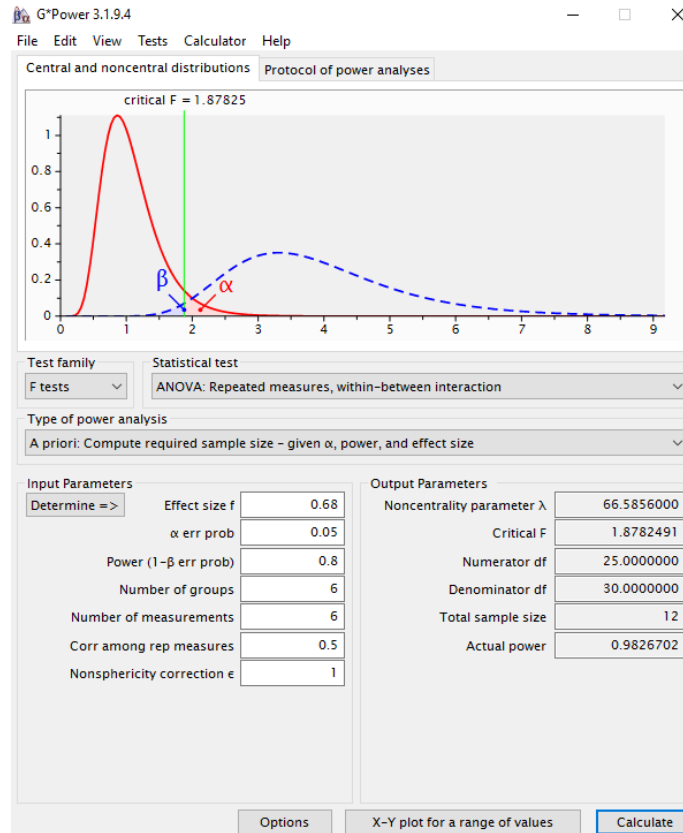 G*Power 3.1.9.4
File Edit View Tests Calculator Help
Central and noncentral distributions Protocol of power analyses
critical F = 1.87825
1
0.8
0.6
0.4
0.2
0
β α
0 1 2 3 4 5 6 7 8 9
Test family Statistical test
F tests ANOVA: Repeated measures, within-between interaction
Type of power analysis
A priori: Compute required sample size – given α, power, and effect size
Input Parameters Output Parameters
Determine => Effect size f 0.68 Noncentrality parameter λ 66.5856000
α err prob 0.05 Critical F 1.8782491
Power (1-β err prob) 0.8 Numerator df 25.0000000
Number of groups 6 Denominator df 30.0000000
Number of measurements 6 Total sample size 12
Corr among rep measures 0.5 Actual power 0.9826702
Nonsphericity correction ϵ 1
Options X-Y plot for a range of values Calculate